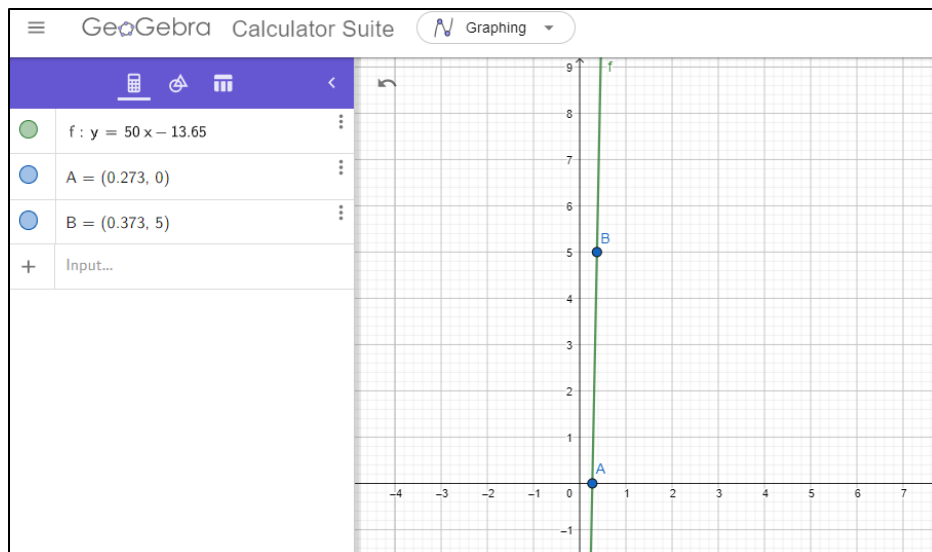 GeoGebra Calculator Suite Graphing
f : y = 50 x − 13.65
A = (0.273, 0)
B = (0.373, 5)
+ Input...
f
9
8
7
6
B
5
4
3
2
1
A
−4 −3 −2 −1 0 1 2 3 4 5 6 7
−1